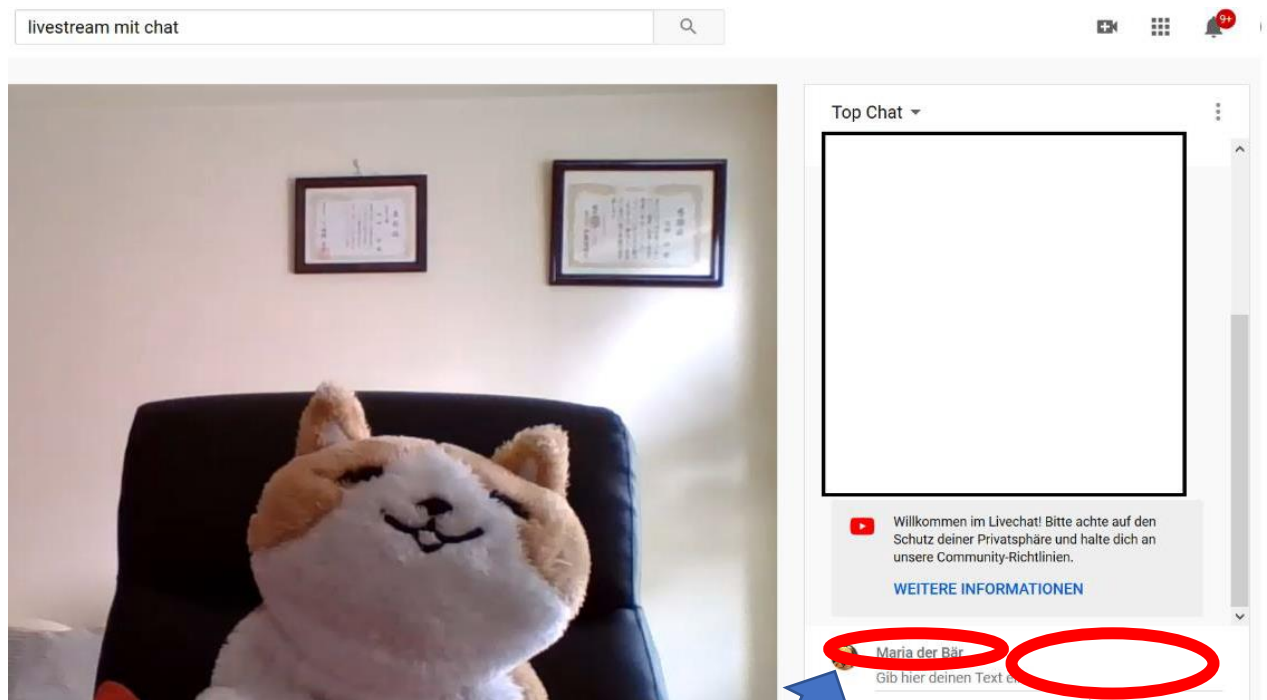 livestream mit chat
9+
Top Chat
Willkommen im Livechat! Bitte achte auf den
Schutz deiner Privatsphäre und halte dich an
unsere Community-Richtlinien.
WEITERE INFORMATIONEN
Maria der Bär
Gib hier deinen Text